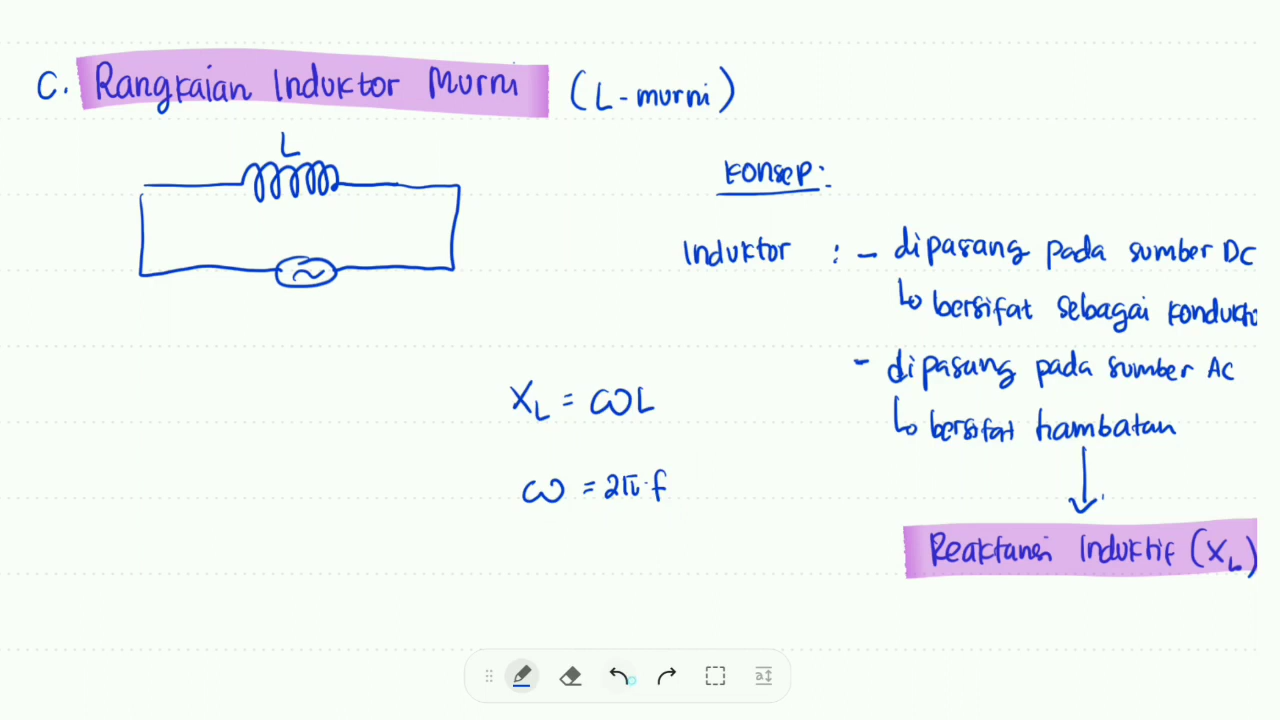 C. Rangkaian Induktor Murni (L-murni)
L
Konsep:
Induktor : - dipasang pada sumber DC
↳ bersifat sebagai kondukto
- dipasang pada sumber AC
↳ bersifat hambatan
X_L = ωL
ω = 2π·f
Reaktansi Induktif (X_L)